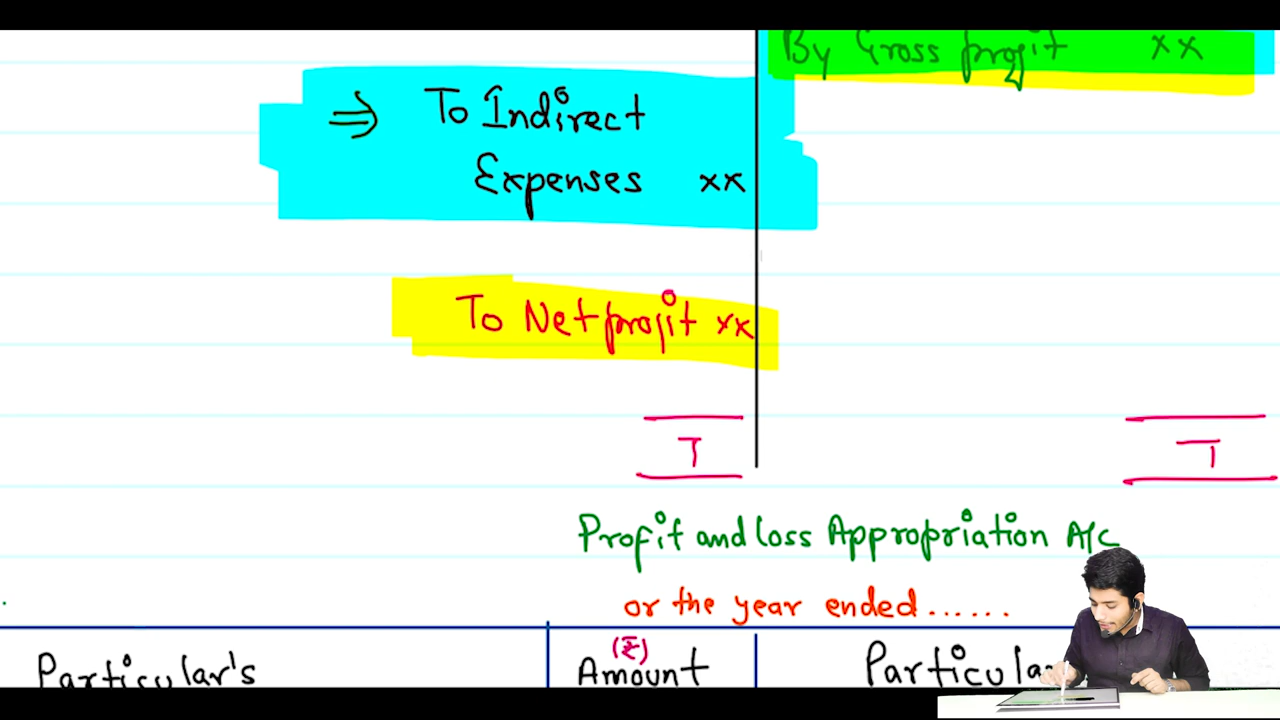 By Gross profit xx
⇒ To Indirect
Expenses xx
To Net profit xx
T T
Profit and loss Appropriation A/C
or the year ended......
(₹)
Particular's Amount Particular